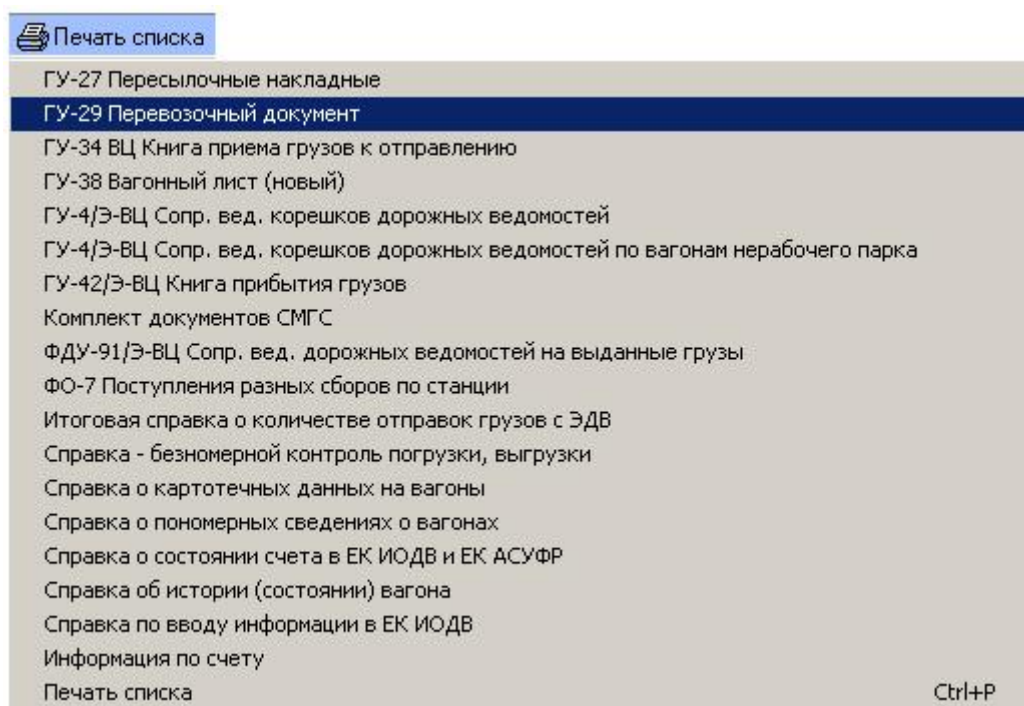 Печать списка
ГУ-27 Пересылочные накладные
ГУ-29 Перевозочный документ
ГУ-34 ВЦ Книга приема грузов к отправлению
ГУ-38 Вагонный лист (новый)
ГУ-4/Э-ВЦ Сопр. вед. корешков дорожных ведомостей
ГУ-4/Э-ВЦ Сопр. вед. корешков дорожных ведомостей по вагонам нерабочего парка
ГУ-42/Э-ВЦ Книга прибытия грузов
Комплект документов СМГС
ФДУ-91/Э-ВЦ Сопр. вед. дорожных ведомостей на выданные грузы
ФО-7 Поступления разных сборов по станции
Итоговая справка о количестве отправок грузов с ЭДВ
Справка - безномерной контроль погрузки, выгрузки
Справка о картотечных данных на вагоны
Справка о пономерных сведениях о вагонах
Справка о состоянии счета в ЕК ИОДВ и ЕК АСУФР
Справка об истории (состоянии) вагона
Справка по вводу информации в ЕК ИОДВ
Информация по счету
Печать списка Ctrl+P